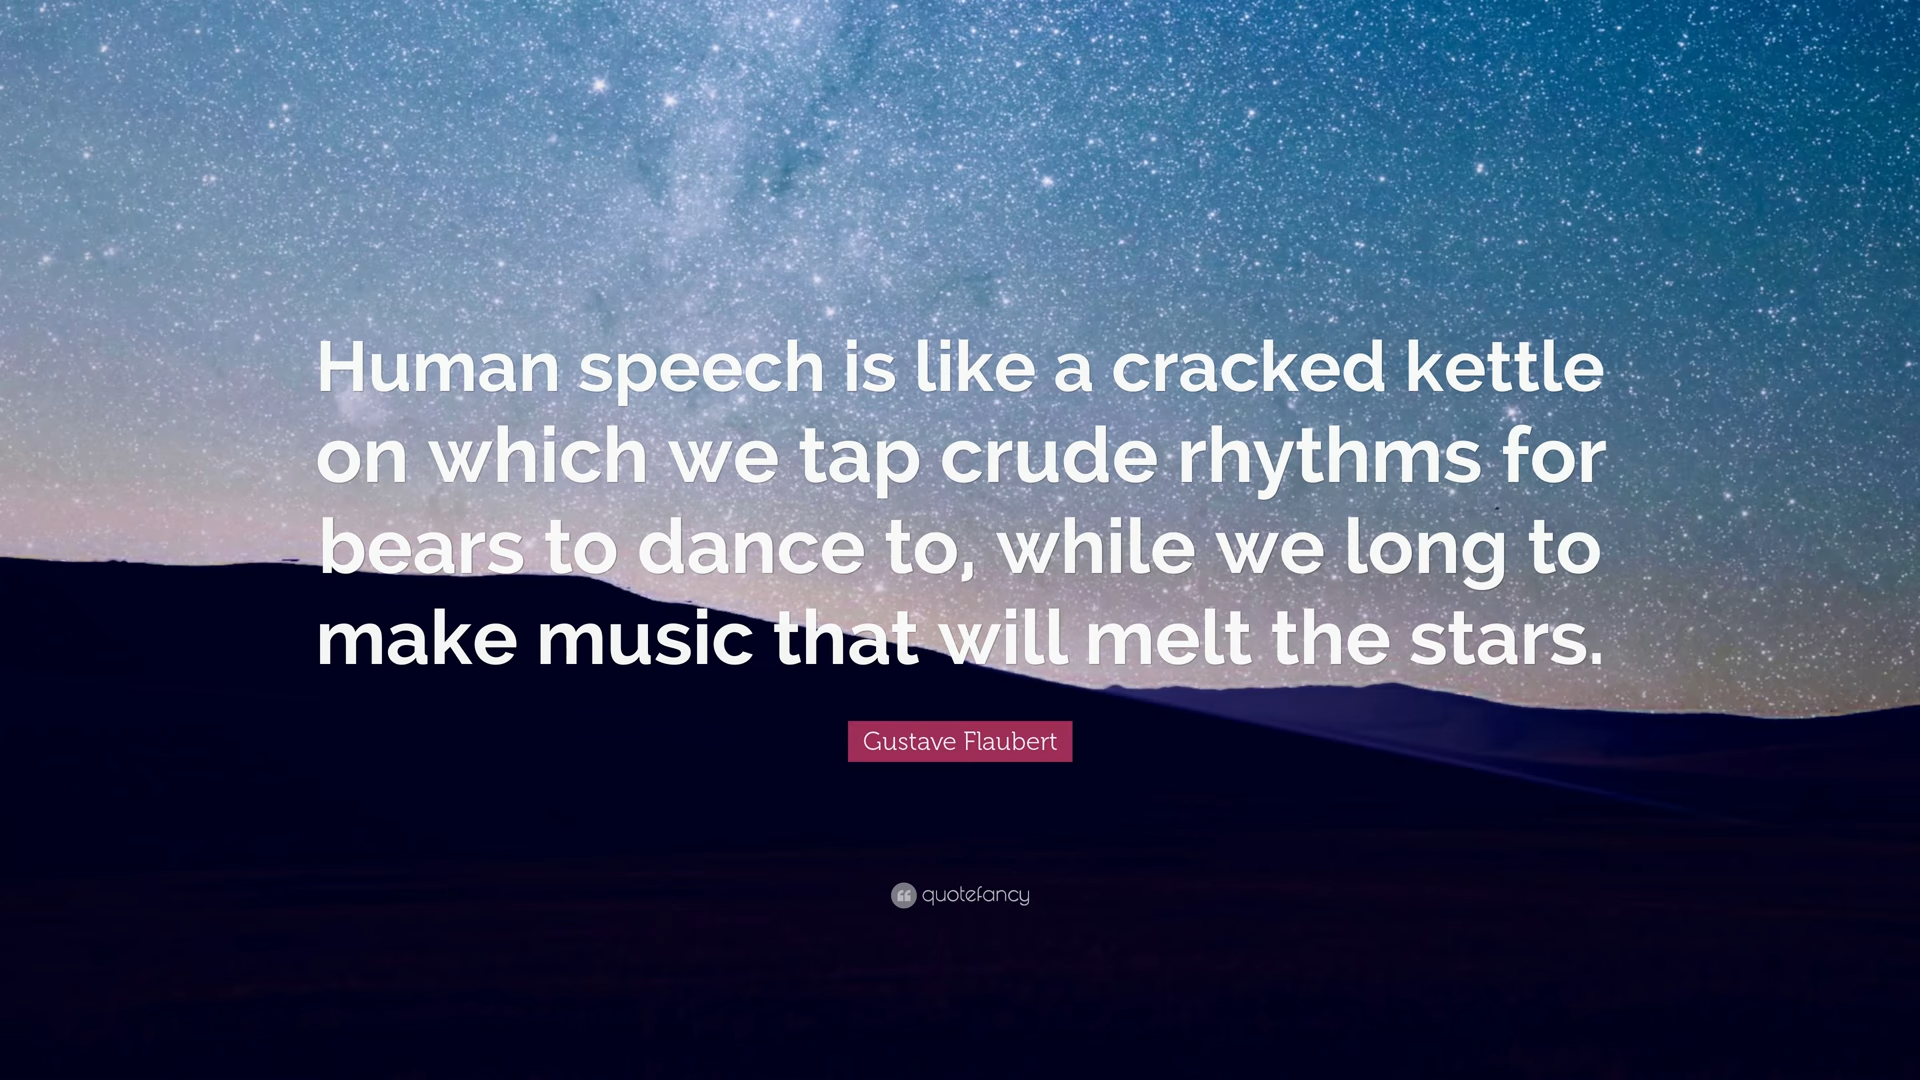 Human speech is like a cracked kettle
on which we tap crude rhythms for
bears to dance to, while we long to
make music that will melt the stars.
Gustave Flaubert
quotefancy